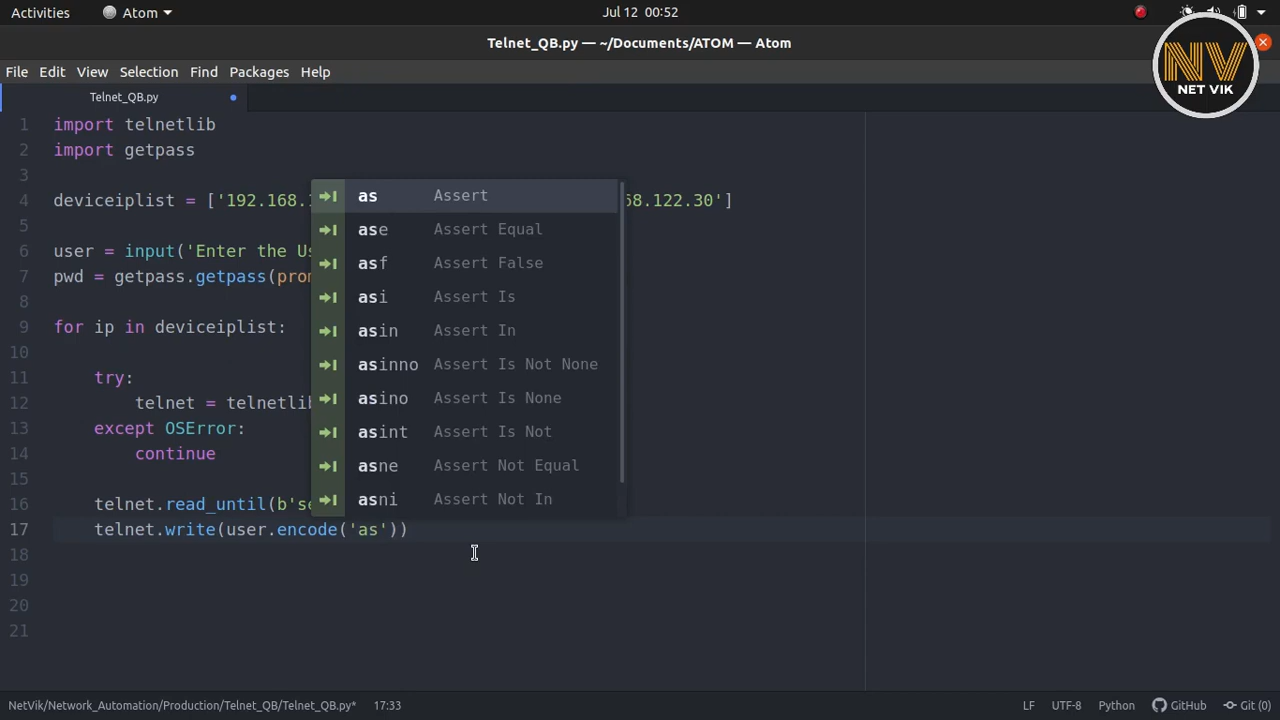 Activities Atom Jul 12 00:52
Telnet_QB.py — ~/Documents/ATOM — Atom
NV
NET VIK
File Edit View Selection Find Packages Help
Telnet_QB.py
1 import telnetlib
2 import getpass
3
4 deviceiplist = ['192.168. 68.122.30']
5
6 user = input('Enter the Us
7 pwd = getpass.getpass(prom
8
9 for ip in deviceiplist:
10
11 try:
12 telnet = telnetlib
13 except OSError:
14 continue
15
16 telnet.read_until(b'se
17 telnet.write(user.encode('as'))
18
19
20
21
as Assert
ase Assert Equal
asf Assert False
asi Assert Is
asin Assert In
asinno Assert Is Not None
asino Assert Is None
asint Assert Is Not
asne Assert Not Equal
asni Assert Not In
NetVik/Network_Automation/Production/Telnet_QB/Telnet_QB.py* 17:33 LF UTF-8 Python GitHub Git (0)